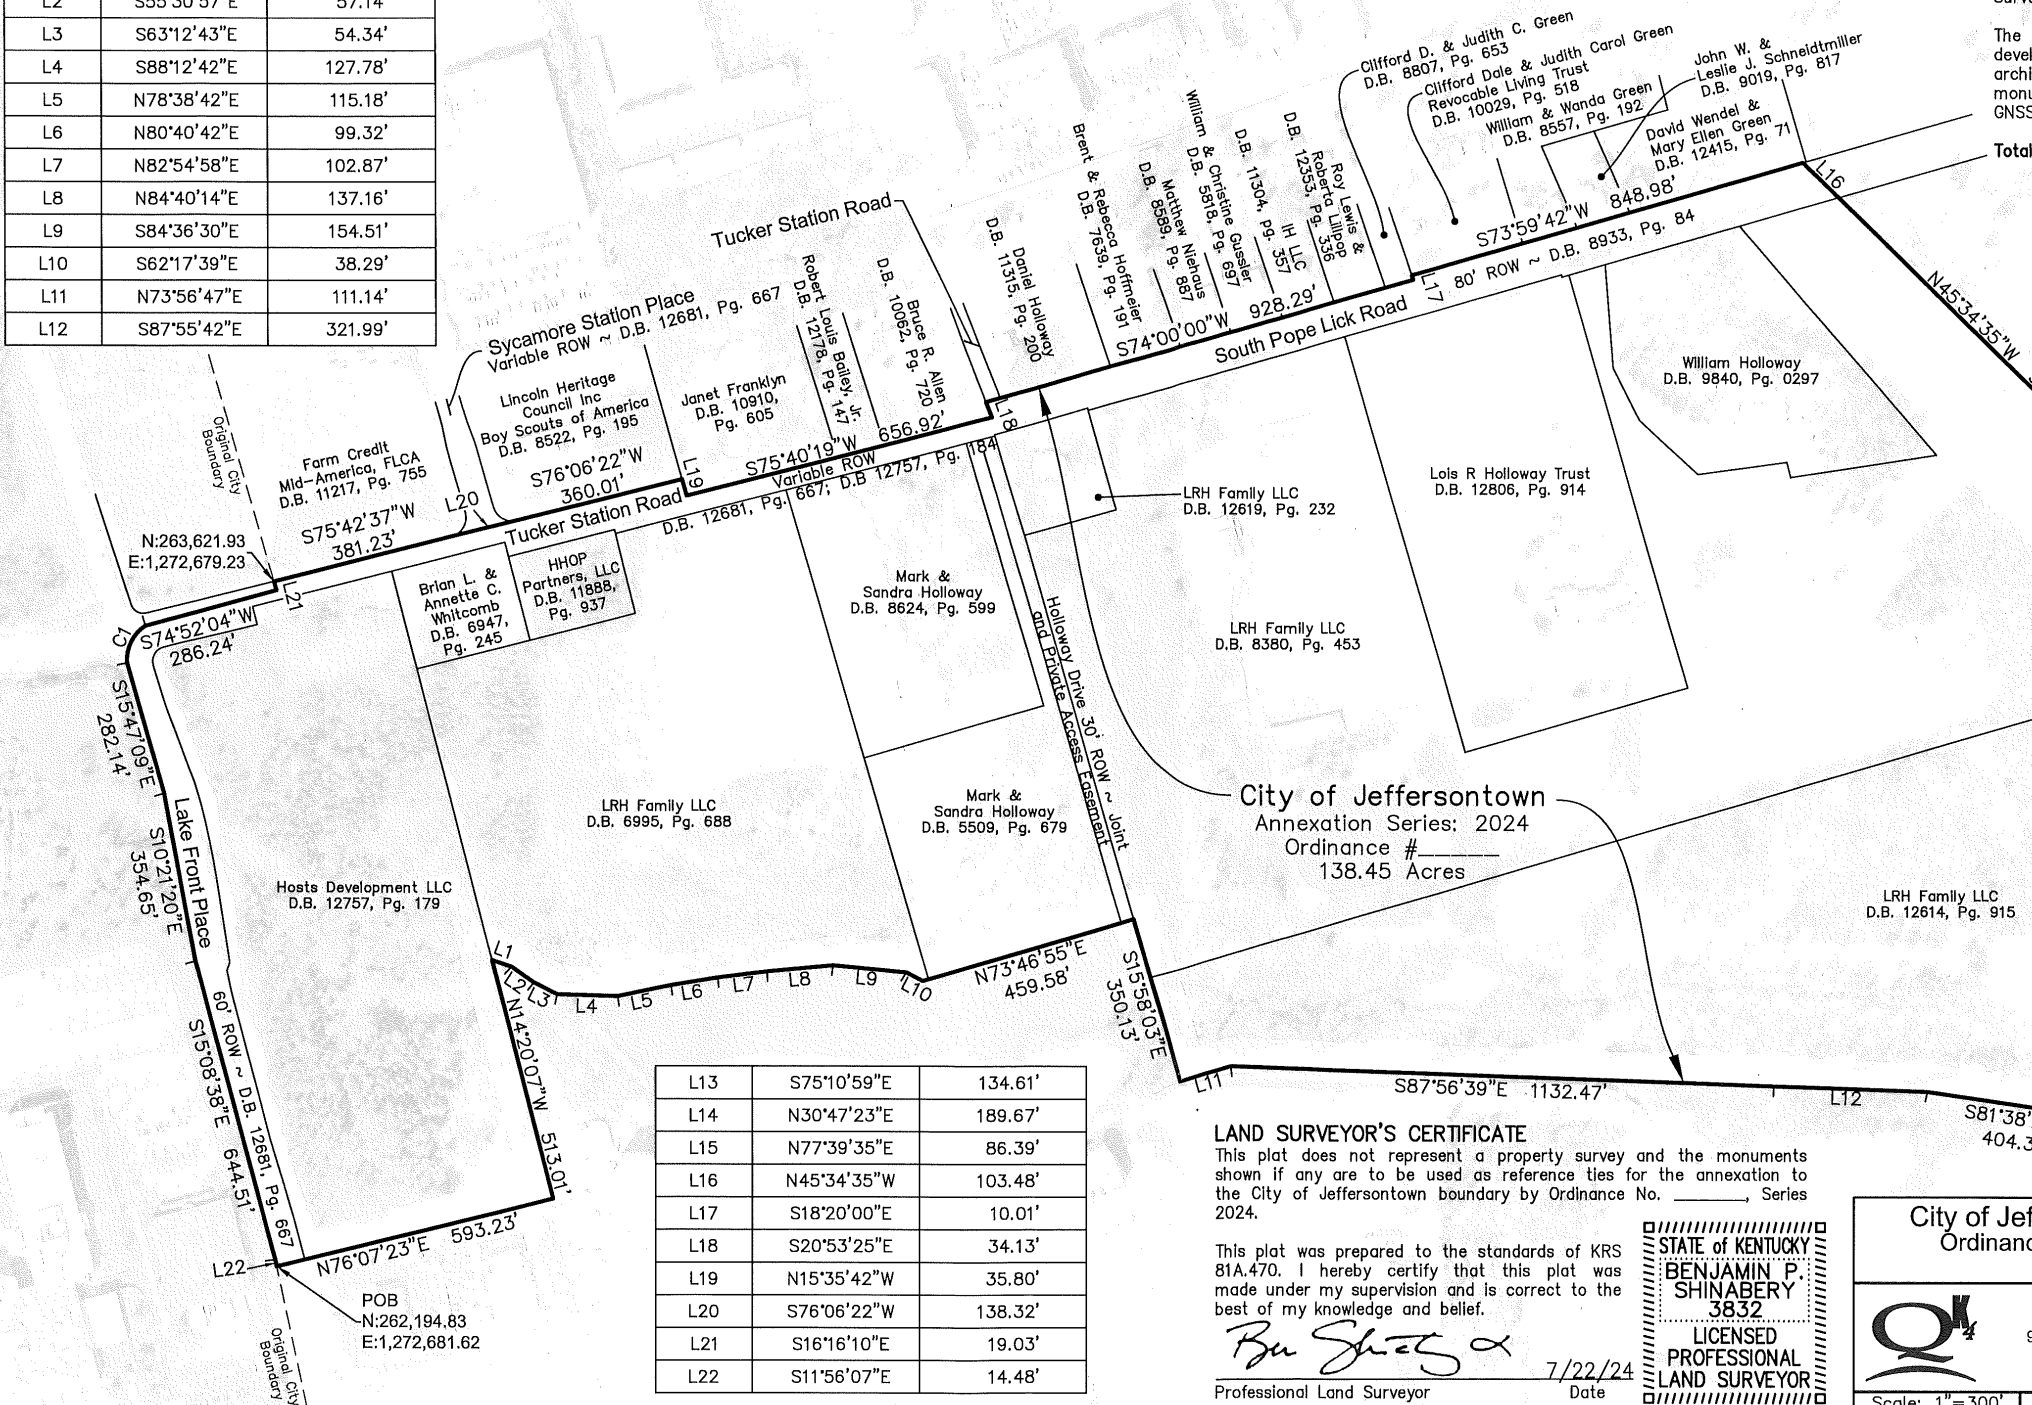 L2 S55°30'57"E 57.14'
L3 S63°12'43"E 54.34'
L4 S88°12'42"E 127.78'
L5 N78°38'42"E 115.18'
L6 N80°40'42"E 99.32'
L7 N82°54'58"E 102.87'
L8 N84°40'14"E 137.16'
L9 S84°36'30"E 154.51'
L10 S62°17'39"E 38.29'
L11 N73°56'47"E 111.14'
L12 S87°55'42"E 321.99'
The
Total
Clifford D. & Judith C. Green
D.B. 8807, Pg. 653
Clifford Dale & Judith Carol Green
Revocable Living Trust
D.B. 10029, Pg. 518
William & Wanda Green
D.B. 8557, Pg. 192
John W. &
Leslie J. Schneidtmiller
D.B. 9019, Pg. 817
David Wendel &
Mary Ellen Green
D.B. 12415, Pg. 71
L16
Roy Lewis &
Roberta Lillpop
D.B. 12353, Pg. 336
IH LLC
D.B. 11304, pg. 357
William & Christine Gussler
D.B. 5818, Pg. 697
Matthew Niehaus
D.B. 8589, Pg. 887
Brent & Rebecca Hoffmeier
D.B. 7639, Pg. 191
Daniel Holloway
D.B. 11315, Pg. 200
Tucker Station Road
Bruce R. Allen
D.B. 10062, Pg. 720
Robert Louis Bailey, Jr.
D.B. 12178, Pg. 147
Sycamore Station Place
Variable ROW ~ D.B. 12681, Pg. 667
Lincoln Heritage
Council Inc
Boy Scouts of America
D.B. 8522, Pg. 195
Janet Franklyn
D.B. 10910,
Pg. 605
Farm Credit
Mid-America, FLCA
D.B. 11217, Pg. 755
Original City
Boundary
S73°59'42"W 848.98'
80' ROW ~ D.B. 8933, Pg. 84
L17
S74°00'00"W 928.29'
South Pope Lick Road
N45°34'35"W
L18
S75°40'19"W 656.92'
Variable ROW
D.B. 12681, Pg. 667; D.B 12757, Pg. 184
L19
S76°06'22"W
360.01'
Tucker Station Road
L20
S75°42'37"W
381.23'
N:263,621.93
E:1,272,679.23
L21
S74°52'04"W
286.24'
C1
William Holloway
D.B. 9840, Pg. 0297
Lois R Holloway Trust
D.B. 12806, pg. 914
LRH Family LLC
D.B. 12619, Pg. 232
LRH Family LLC
D.B. 8380, Pg. 453
Mark &
Sandra Holloway
D.B. 8624, Pg. 599
Brian L. &
Annette C.
Whitcomb
D.B. 6947,
Pg. 245
HHOP
Partners, LLC
D.B. 11888,
Pg. 937
Holloway Drive 30' ROW ~ Joint
and Private Access Easement
S15°47'09"E
282.14'
Lake Front Place
S10°21'20"E
354.65'
LRH Family LLC
D.B. 6995, Pg. 688
Mark &
Sandra Holloway
D.B. 5509, Pg. 679
City of Jeffersontown
Annexation Series: 2024
Ordinance #_____
138.45 Acres
Hosts Development LLC
D.B. 12757, Pg. 179
LRH Family LLC
D.B. 12614, Pg. 915
L1
L2
L3
L4
L5
L6
L7
L8
L9
L10
N73°46'55"E
459.58'
S15°58'03"E
350.13'
N14°20'07"W 513.01'
60' ROW ~ D.B. 12681, Pg. 667
S15°08'38"E 644.51'
L11
S87°56'39"E 1132.47'
L12
S81°38'
404.3
N76°07'23"E 593.23'
L22
POB
N:262,194.83
E:1,272,681.62
Original City
Boundary
L13 S75°10'59"E 134.61'
L14 N30°47'23"E 189.67'
L15 N77°39'35"E 86.39'
L16 N45°34'35"W 103.48'
L17 S18°20'00"E 10.01'
L18 S20°53'25"E 34.13'
L19 N15°35'42"W 35.80'
L20 S76°06'22"W 138.32'
L21 S16°16'10"E 19.03'
L22 S11°56'07"E 14.48'
LAND SURVEYOR'S CERTIFICATE
This plat does not represent a property survey and the monuments
shown if any are to be used as reference ties for the annexation to
the City of Jeffersontown boundary by Ordinance No. _______, Series
2024.
This plat was prepared to the standards of KRS
81A.470. I hereby certify that this plat was
made under my supervision and is correct to the
best of my knowledge and belief.
7/22/24
Professional Land Surveyor Date
STATE of KENTUCKY
BENJAMIN P.
SHINABERY
3832
LICENSED
PROFESSIONAL
LAND SURVEYOR
City of Jef
Ordinanc
QK4
Scale: 1"=300'